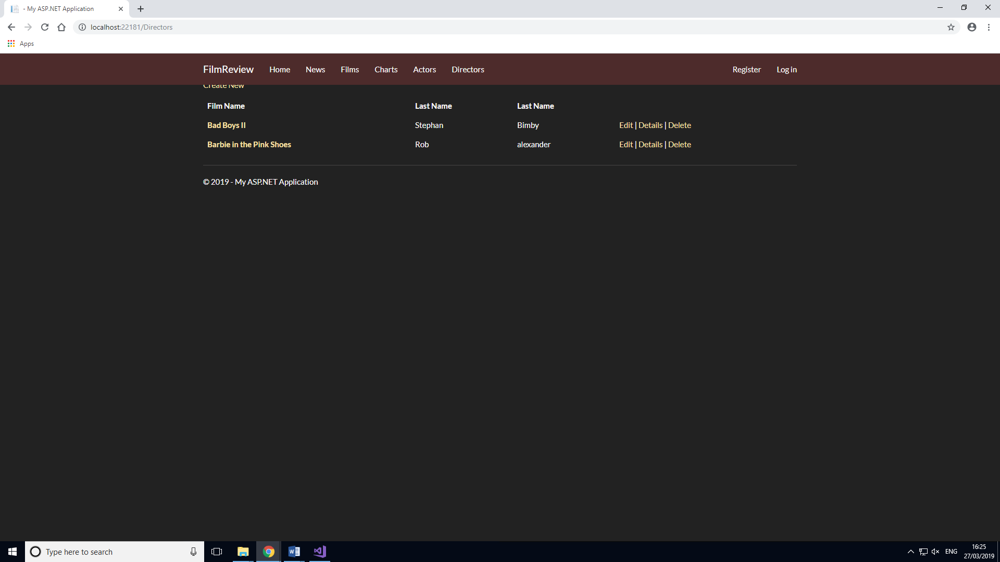 - My ASP.NET Application
localhost:22181/Directors
Apps
FilmReview Home News Films Charts Actors Directors Register Log in
Create New
Film Name Last Name Last Name
Bad Boys II Stephan Bimby Edit | Details | Delete
Barbie in the Pink Shoes Rob alexander Edit | Details | Delete
© 2019 - My ASP.NET Application
Type here to search
ENG
16:25
27/03/2019